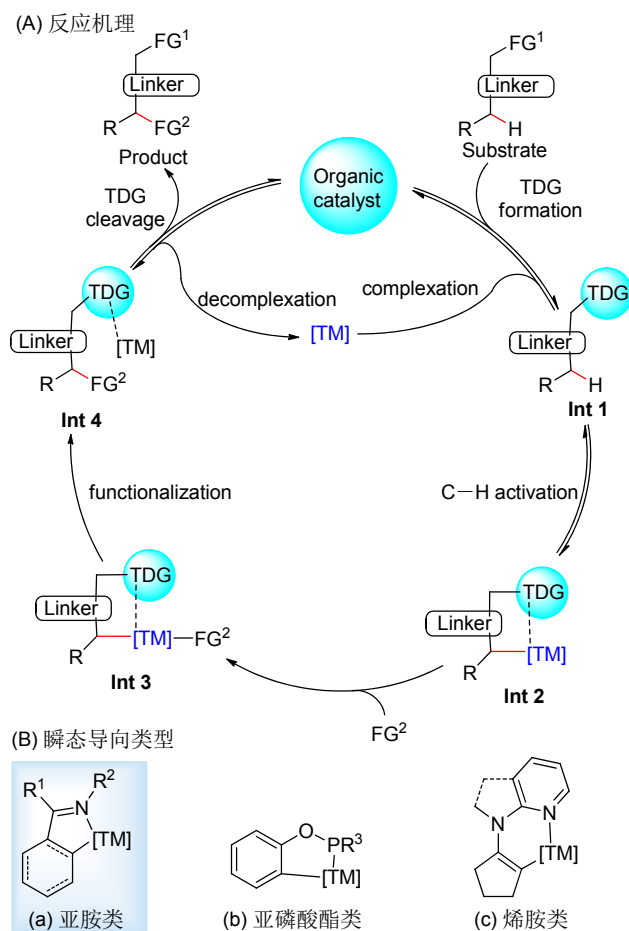 (A) 反应机理
FG¹
Linker
R
FG²
Product
FG¹
Linker
R
H
Substrate
Organic
catalyst
TDG
cleavage
TDG
formation
decomplexation
complexation
[TM]
TDG
Linker
[TM]
R
FG²
Int 4
TDG
Linker
R
H
Int 1
functionalization
C－H activation
TDG
Linker
[TM]－FG²
R
Int 3
TDG
Linker
[TM]
R
Int 2
FG²
(B) 瞬态导向类型
R¹
R²
N
[TM]
(a) 亚胺类
O
PR³
[TM]
(b) 亚磷酸酯类
N
N
[TM]
(c) 烯胺类